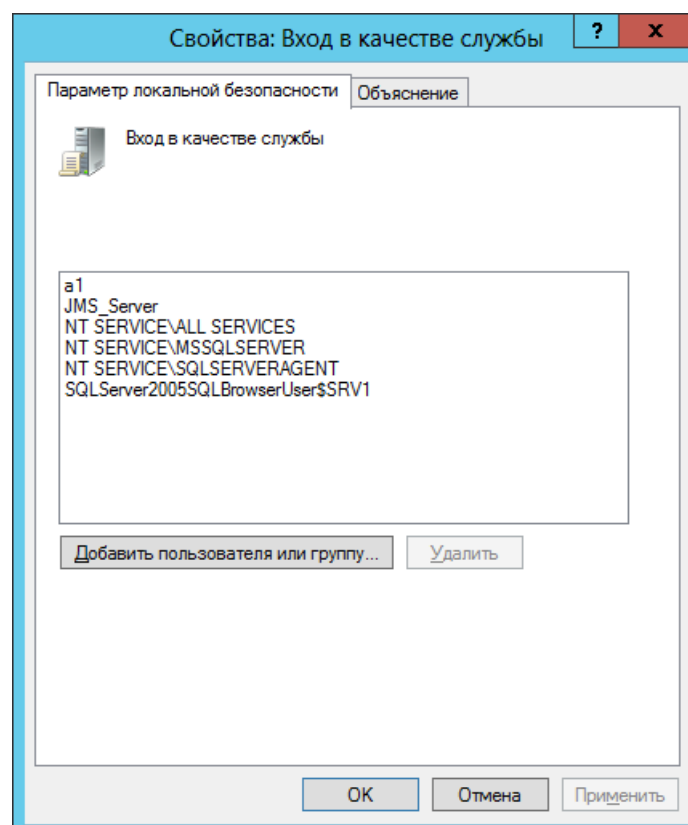 Свойства: Вход в качестве службы
? x
Параметр локальной безопасности Объяснение
Вход в качестве службы
a1
JMS_Server
NT SERVICE\ALL SERVICES
NT SERVICE\MSSQLSERVER
NT SERVICE\SQLSERVERAGENT
SQLServer2005SQLBrowserUser$SRV1
Добавить пользователя или группу... Удалить
OK Отмена Применить